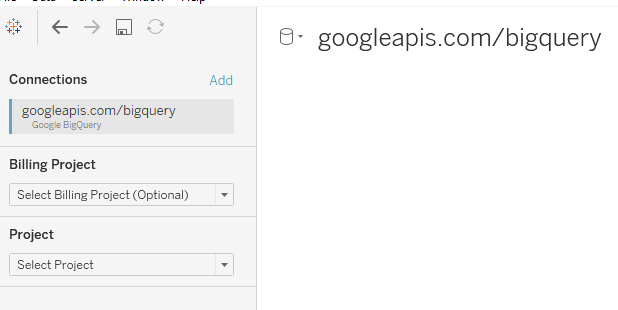 googleapis.com/bigquery
Connections Add
googleapis.com/bigquery
Google BigQuery
Billing Project
Select Billing Project (Optional)
Project
Select Project